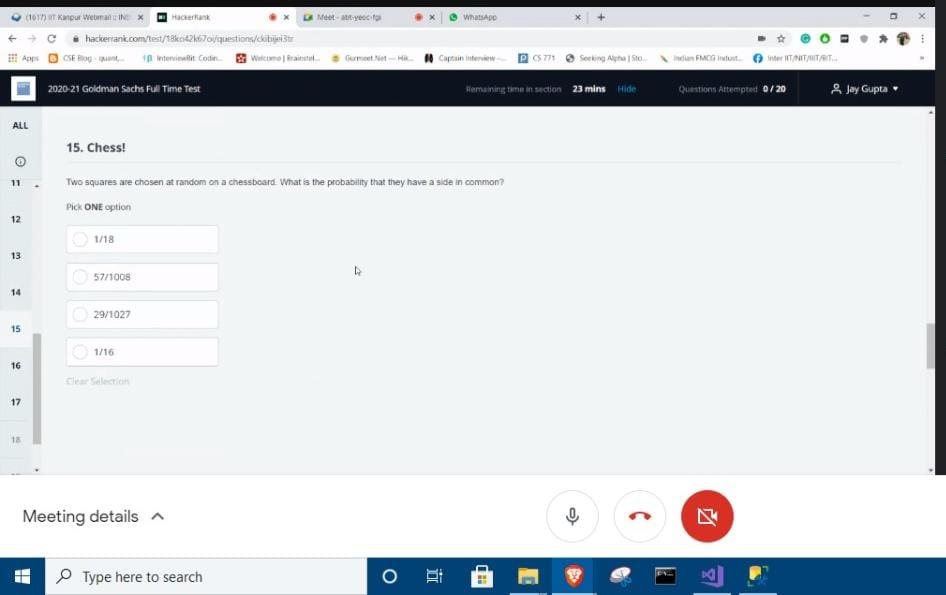 (1617) IIT Kanpur Webmail :: INB
HackerRank
Meet - abt-yeoc-fgi
WhatsApp
hackerrank.com/test/18ko42k67oi/questions/ckibijei3tr
Apps
CSE Blog - quant,...
InterviewBit: Codin...
Welcome | Brainstel...
Gurmeet.Net — Hik...
Captain Interview -...
CS 771
Seeking Alpha | Sto...
Indian FMCG Indust...
Inter IIT/NIT/IIIT/BIT...
2020-21 Goldman Sachs Full Time Test
Remaining time in section 23 mins Hide
Questions Attempted 0 / 20
Jay Gupta
ALL
11
12
13
14
15
16
17
18
15. Chess!
Two squares are chosen at random on a chessboard. What is the probability that they have a side in common?
Pick ONE option
1/18
57/1008
29/1027
1/16
Clear Selection
Meeting details
Type here to search